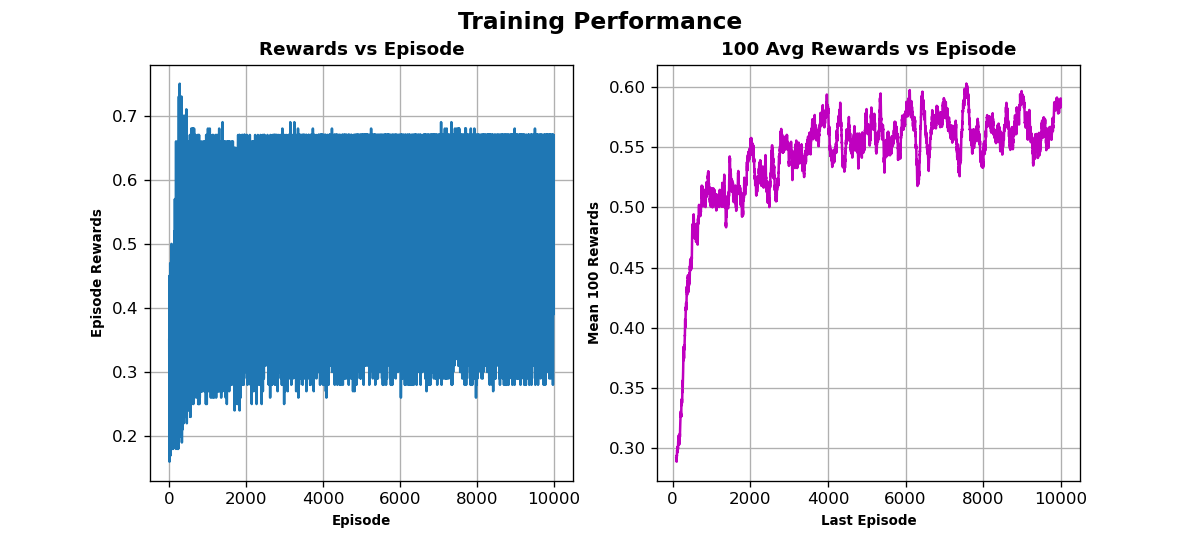 Training Performance
Rewards vs Episode
0.7
0.6
0.5
0.4
0.3
0.2
Episode Rewards
0 2000 4000 6000 8000 10000
Episode
100 Avg Rewards vs Episode
0.60
0.55
0.50
0.45
0.40
0.35
0.30
Mean 100 Rewards
0 2000 4000 6000 8000 10000
Last Episode